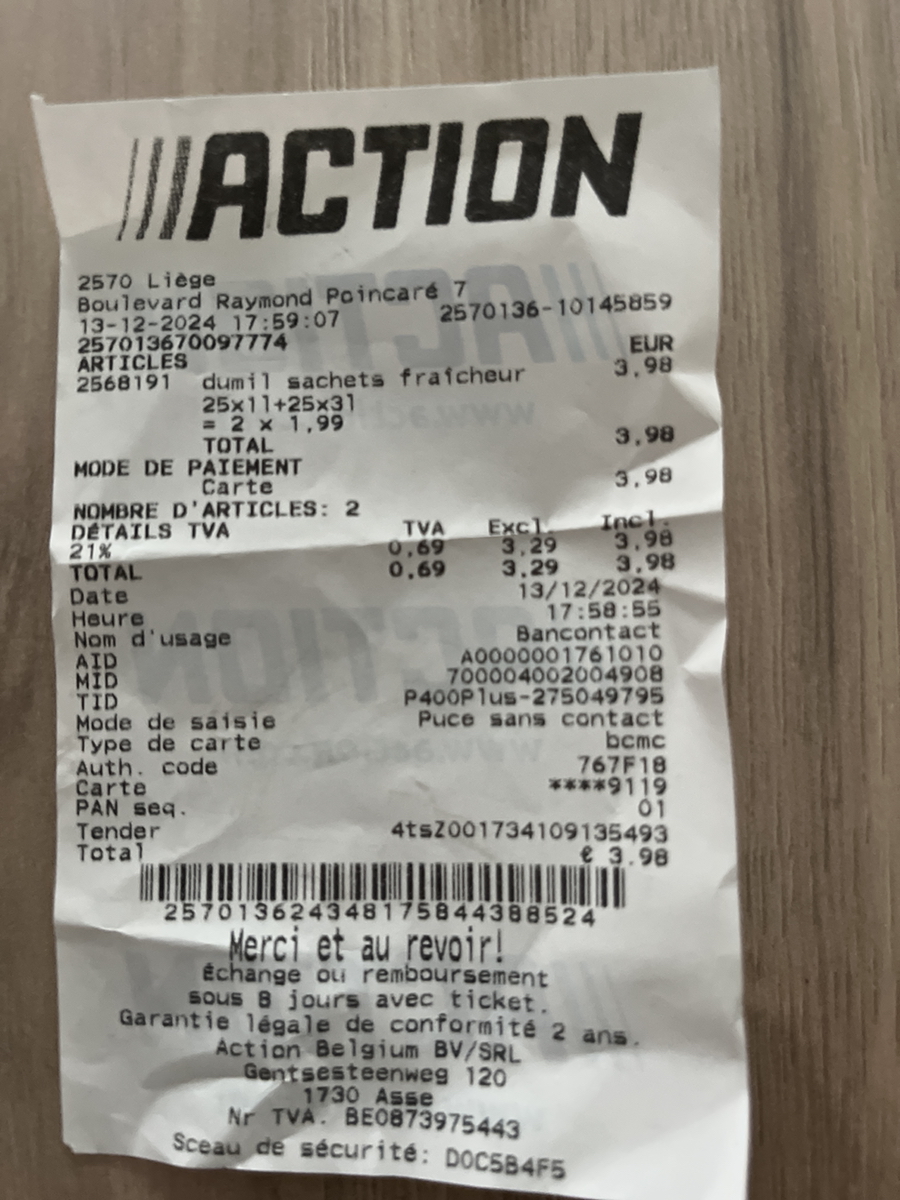 ACTION
2570 Liège
Boulevard Raymond Poincaré 7
13-12-2024 17:59:07 2570136-10145859
257013670097774 EUR
ARTICLES
2568191 dumil sachets fraîcheur 3,98
25x1l+25x3l
= 2 x 1,99
TOTAL 3,98
MODE DE PAIEMENT
Carte 3,98
NOMBRE D'ARTICLES: 2
DÉTAILS TVA TVA Excl. Incl.
21% 0,69 3,29 3,98
TOTAL 0,69 3,29 3,98
Date 13/12/2024
Heure 17:58:55
Nom d'usage Bancontact
AID A0000001761010
MID 700004002004908
TID P400Plus-275049795
Mode de saisie Puce sans contact
Type de carte bcmc
Auth. code 767F18
Carte ****9119
PAN seq. 01
Tender 4tsZ001734109135493
Total € 3.98
257013624348175844388524
Merci et au revoir!
Échange ou remboursement
sous 8 jours avec ticket.
Garantie légale de conformité 2 ans.
Action Belgium BV/SRL
Gentsesteenweg 120
1730 Asse
Nr TVA. BE0873975443
Sceau de sécurité: D0C5B4F5